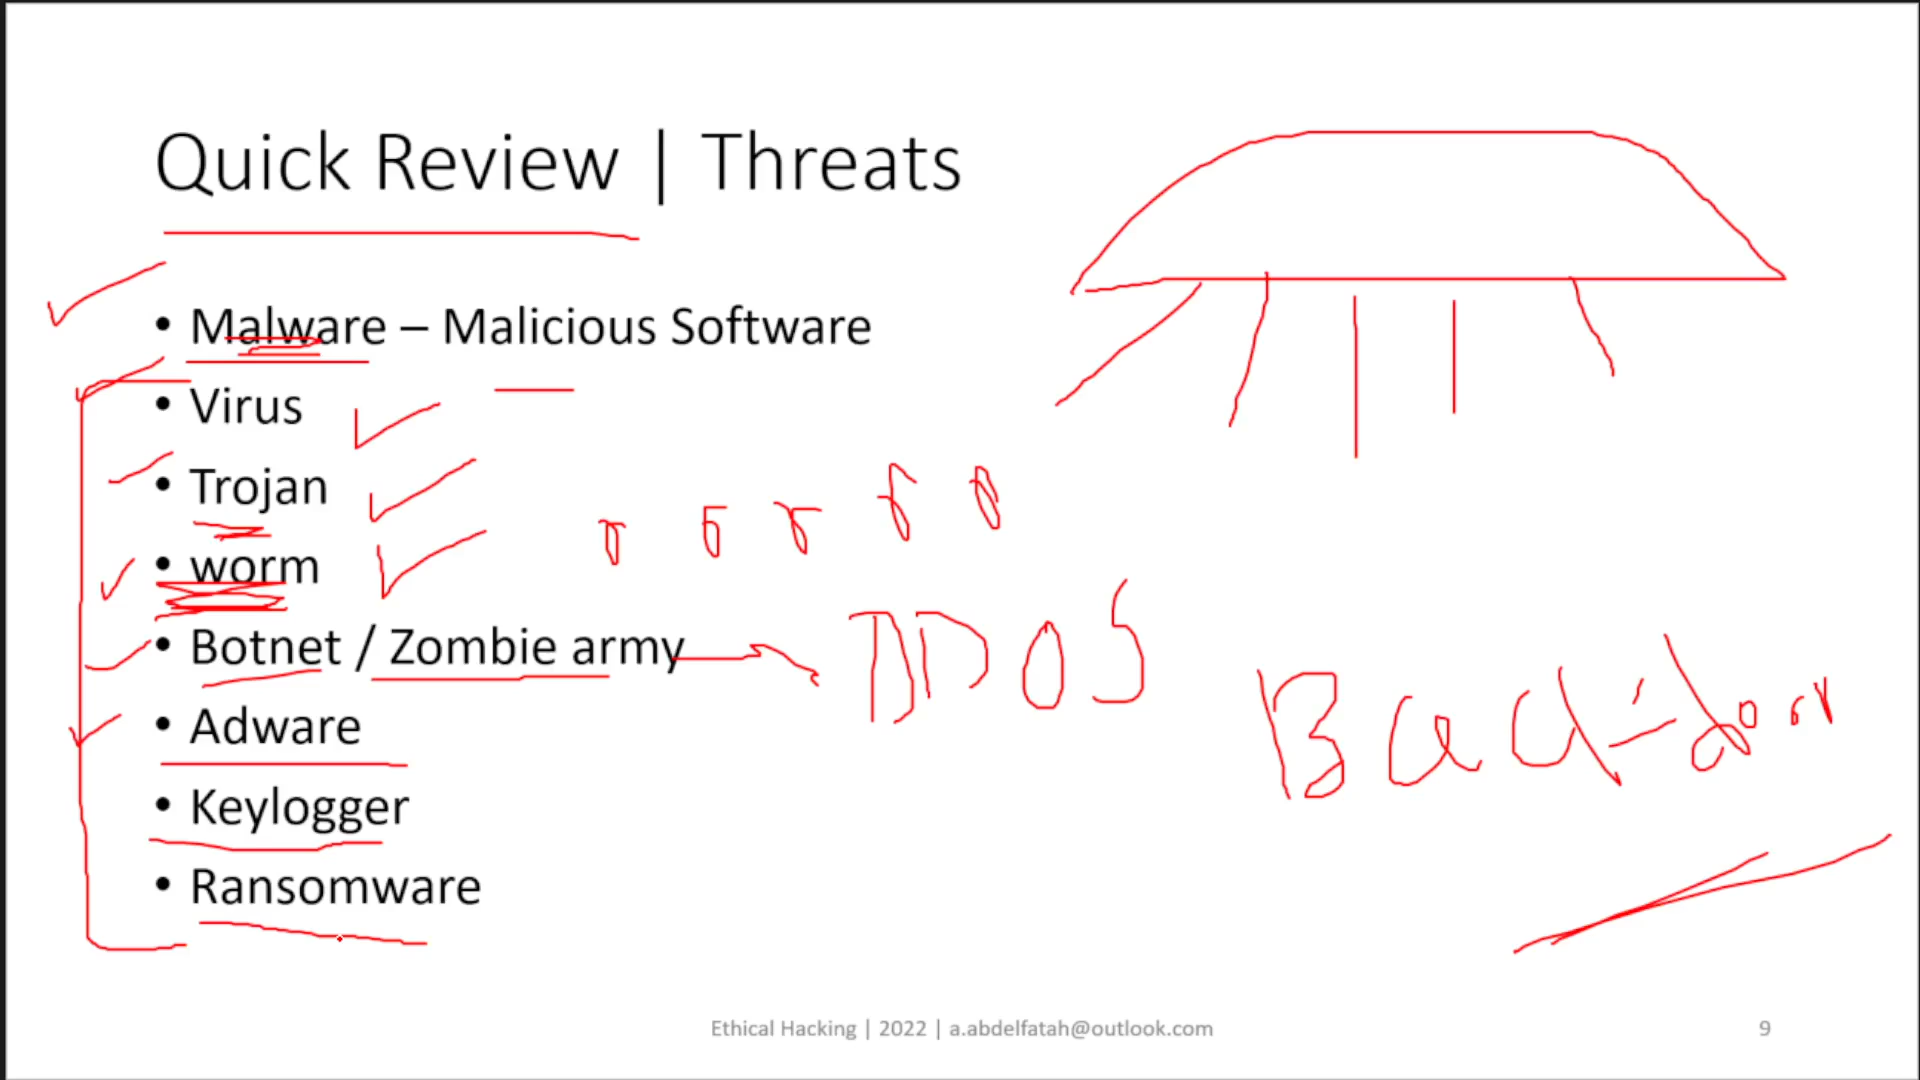 Quick Review | Threats
• Malware – Malicious Software
• Virus
• Trojan
• worm
• Botnet / Zombie army
DDOS
• Adware
• Keylogger
• Ransomware
Ethical Hacking | 2022 | a.abdelfatah@outlook.com
9